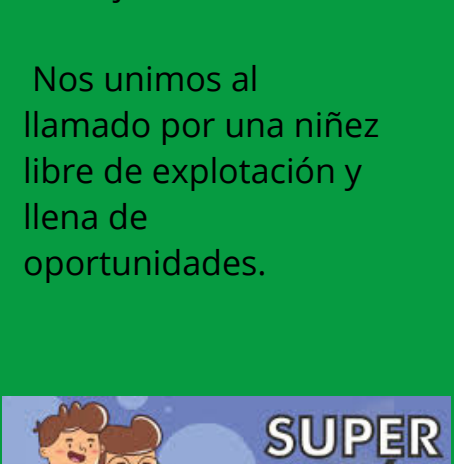 Nos unimos al
llamado por una niñez
libre de explotación y
llena de
oportunidades.
SUPER